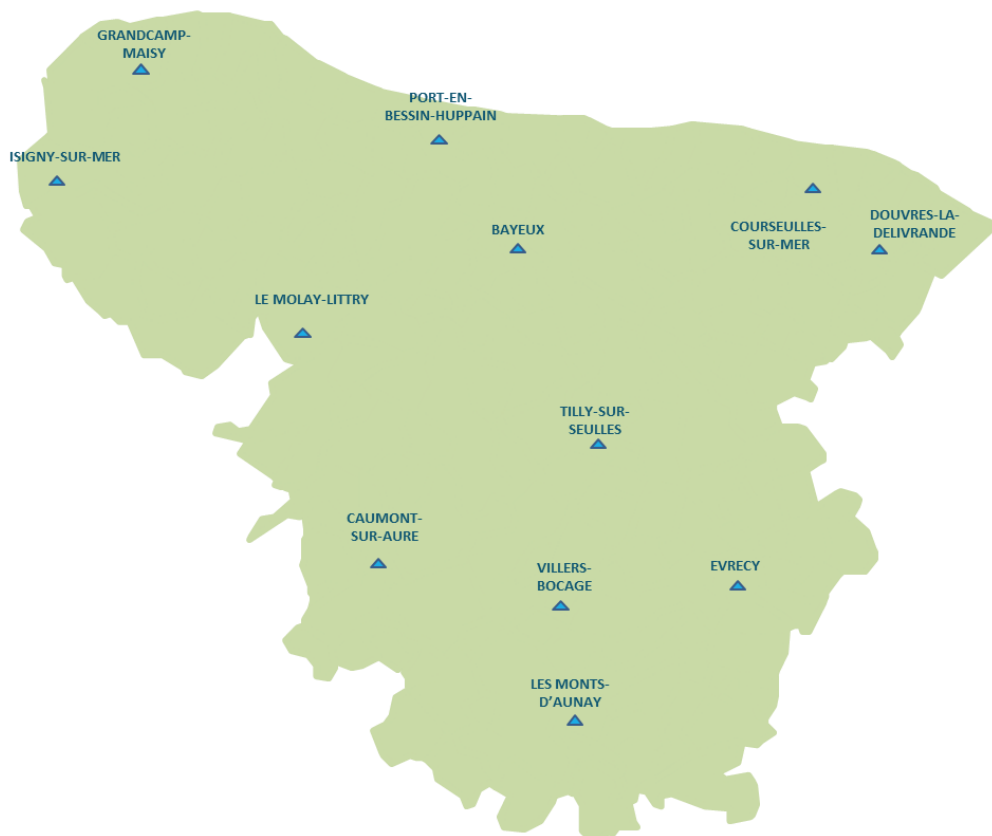 GRANDCAMP-
MAISY
PORT-EN-
BESSIN-HUPPAIN
ISIGNY-SUR-MER
BAYEUX
COURSEULLES-
SUR-MER
DOUVRES-LA-
DELIVRANDE
LE MOLAY-LITTRY
TILLY-SUR-
SEULLES
CAUMONT-
SUR-AURE
VILLERS-
BOCAGE
EVRECY
LES MONTS-
D'AUNAY